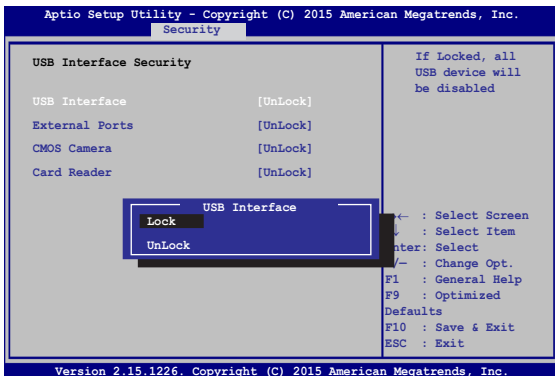 Aptio Setup Utility - Copyright (C) 2015 American Megatrends, Inc.
Security
USB Interface Security
USB Interface [UnLock]
External Ports [UnLock]
CMOS Camera [UnLock]
Card Reader [UnLock]
If Locked, all
USB device will
be disabled
USB Interface
Lock
UnLock
← : Select Screen
↓ : Select Item
nter: Select
/— : Change Opt.
F1 : General Help
F9 : Optimized
Defaults
F10 : Save & Exit
ESC : Exit
Version 2.15.1226. Copyright (C) 2015 American Megatrends, Inc.